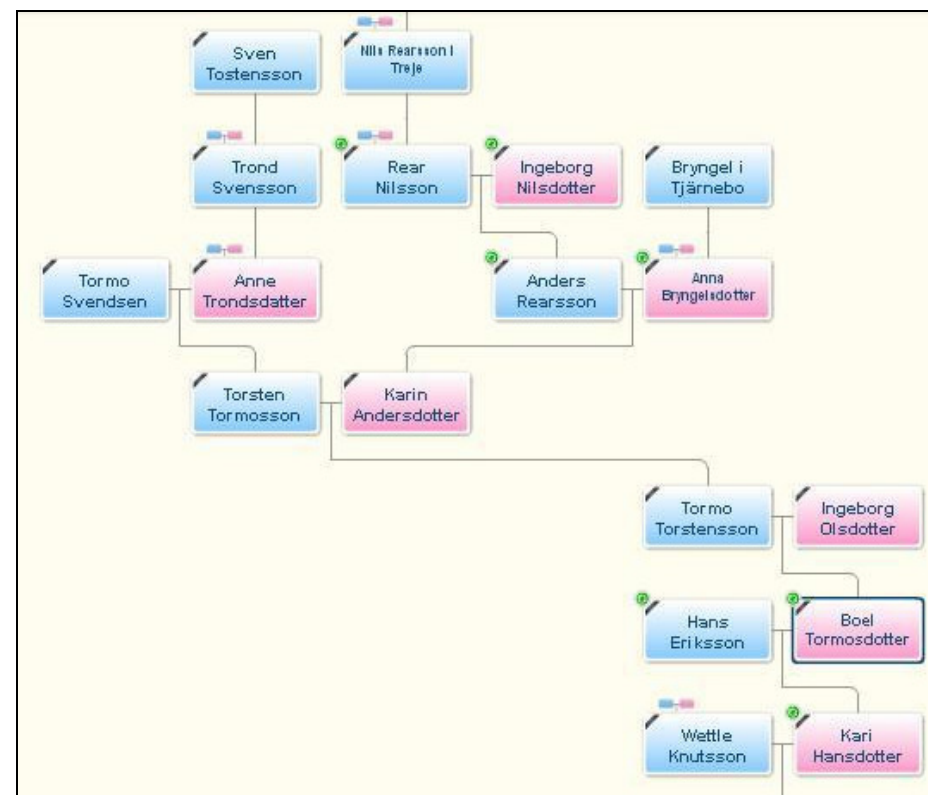 Sven
Tostensson
Nils Rearsson i
Treje
Trond
Svensson
Rear
Nilsson
Ingeborg
Nilsdotter
Bryngel i
Tjärnebo
Tormo
Svendsen
Anne
Trondsdatter
Anders
Rearsson
Anna
Bryngelsdotter
Torsten
Tormosson
Karin
Andersdotter
Tormo
Torstensson
Ingeborg
Olsdotter
Hans
Eriksson
Boel
Tormosdotter
Wettle
Knutsson
Kari
Hansdotter